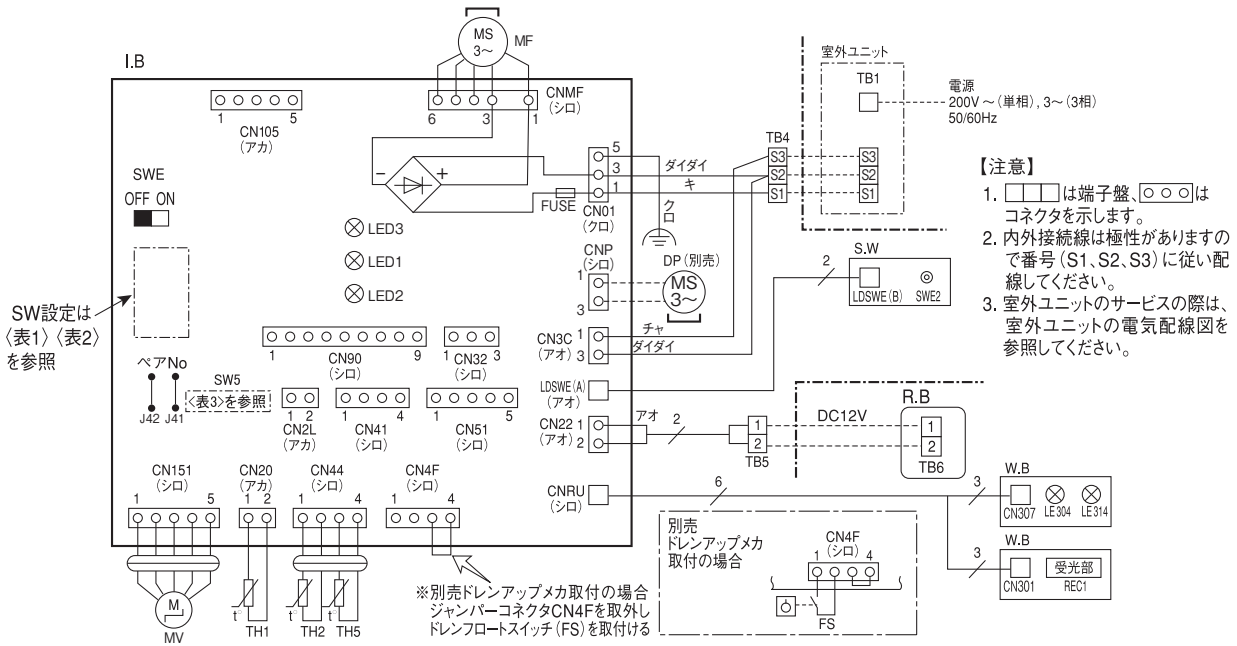 I.B
MS
3～
MF
6 3 1
CNMF
(シロ)
1 5
CN105
(アカ)
SWE
OFF ON
－ ＋
FUSE
5
3
1
CN01
(クロ)
ダイダイ
キ
クロ
LED3
LED1
LED2
CNP
(シロ)
1
3
DP (別売)
MS
3～
SW設定は
〈表1〉〈表2〉
を参照
ペアNo
J42 J41
SW5
〈表3〉を参照
1 9
CN90
(シロ)
1 3
CN32
(シロ)
1 2
CN2L
(アカ)
1 4
CN41
(シロ)
1 5
CN51
(シロ)
CN3C
(アオ)
1
3
チャ
ダイダイ
LDSWE (A)
(アオ)
CN22
(アオ)
1
2
アオ
2
CNRU
(シロ)
6
CN151
(シロ)
1 5
CN20
(アカ)
1 2
CN44
(シロ)
1 4
CN4F
(シロ)
1 4
M
MV
t°
TH1
t°
TH2
t°
TH5
※別売ドレンアップメカ取付の場合
ジャンパーコネクタCN4Fを取外し
ドレンフロートスイッチ(FS)を取付ける
TB4
S3
S2
S1
室外ユニット
TB1
S3
S2
S1
電源
200V～(単相), 3～(3相)
50/60Hz
2
S.W
LDSWE (B)
SWE2
1
2
TB5
DC12V
R.B
1
2
TB6
別売
ドレンアップメカ
取付の場合
CN4F
(シロ)
1 4
FS
3
W.B
CN307
LE304
LE314
3
W.B
CN301
受光部
REC1
【注意】
1. は端子盤、は
コネクタを示します。
2. 内外接続線は極性がありますの
で番号(S1、S2、S3)に従い配
線してください。
3. 室外ユニットのサービスの際は、
室外ユニットの電気配線図を
参照してください。